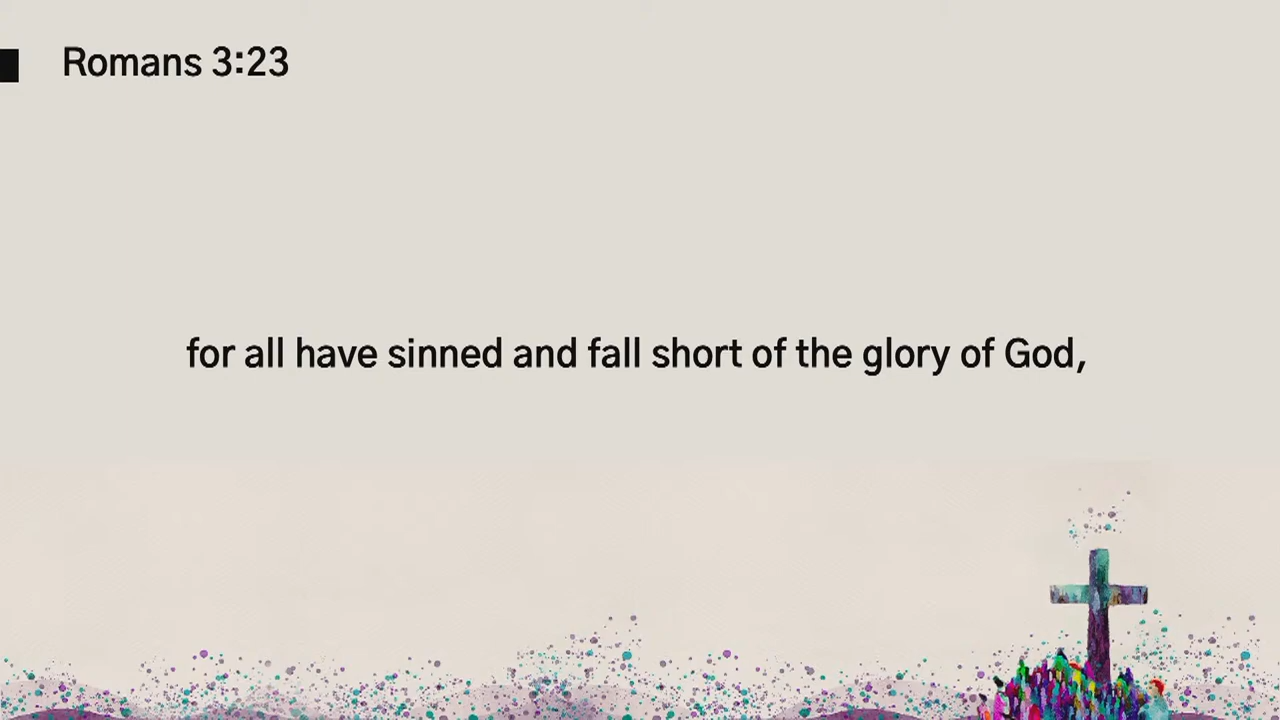 Romans 3:23
for all have sinned and fall short of the glory of God,